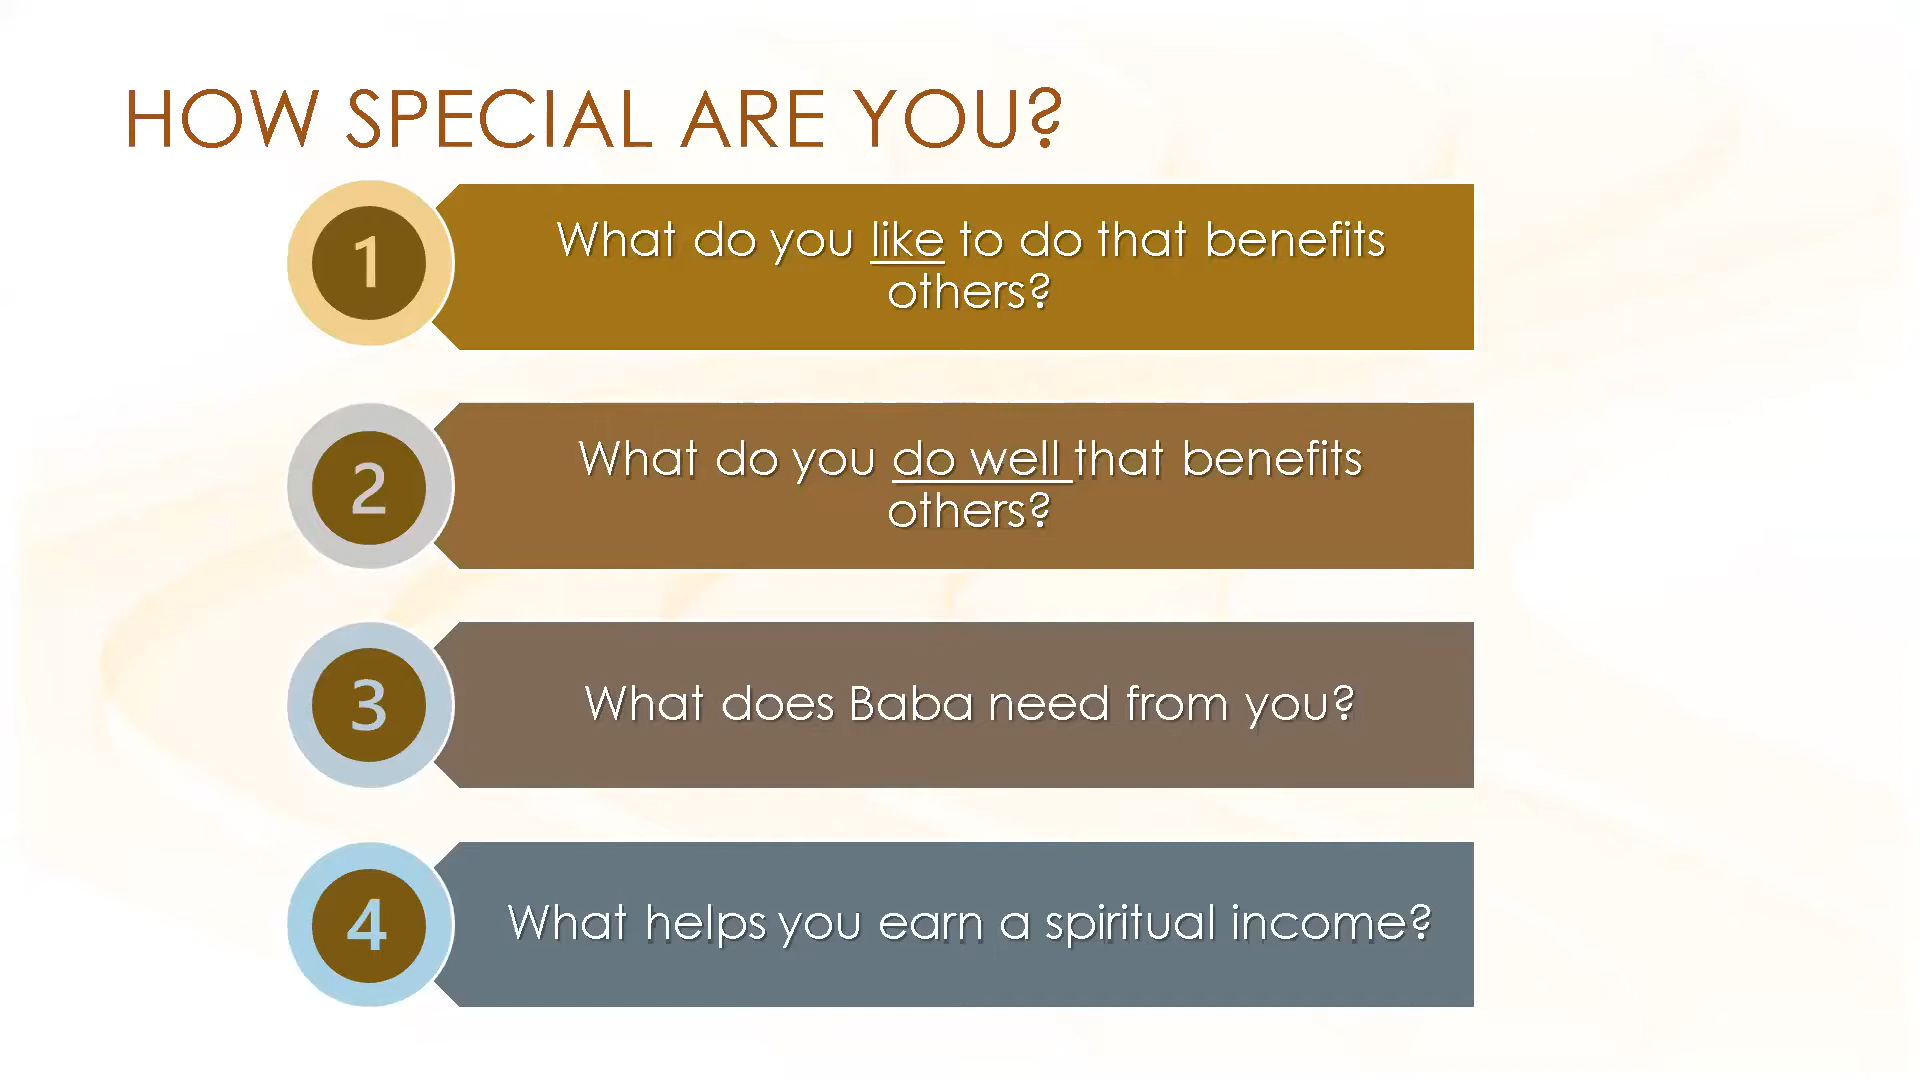 HOW SPECIAL ARE YOU?
1
What do you like to do that benefits
others?
2
What do you do well that benefits
others?
3
What does Baba need from you?
4
What helps you earn a spiritual income?